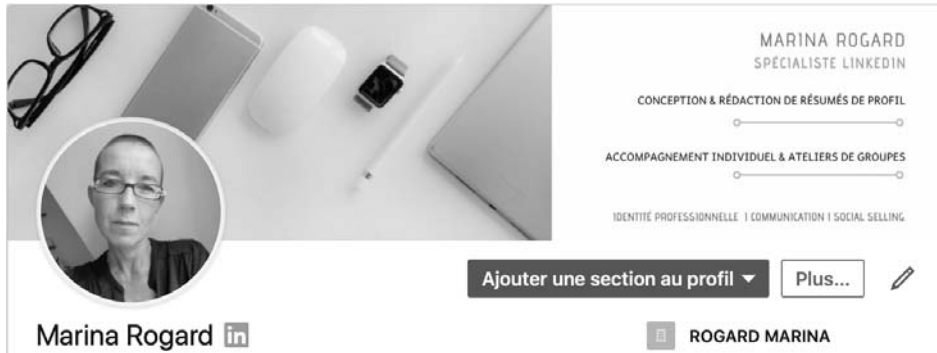 MARINA ROGARD
SPÉCIALISTE LINKEDIN
CONCEPTION & RÉDACTION DE RÉSUMÉS DE PROFIL
ACCOMPAGNEMENT INDIVIDUEL & ATELIERS DE GROUPES
IDENTITÉ PROFESSIONNELLE I COMMUNICATION I SOCIAL SELLING
Ajouter une section au profil
Plus...
Marina Rogard in
ROGARD MARINA